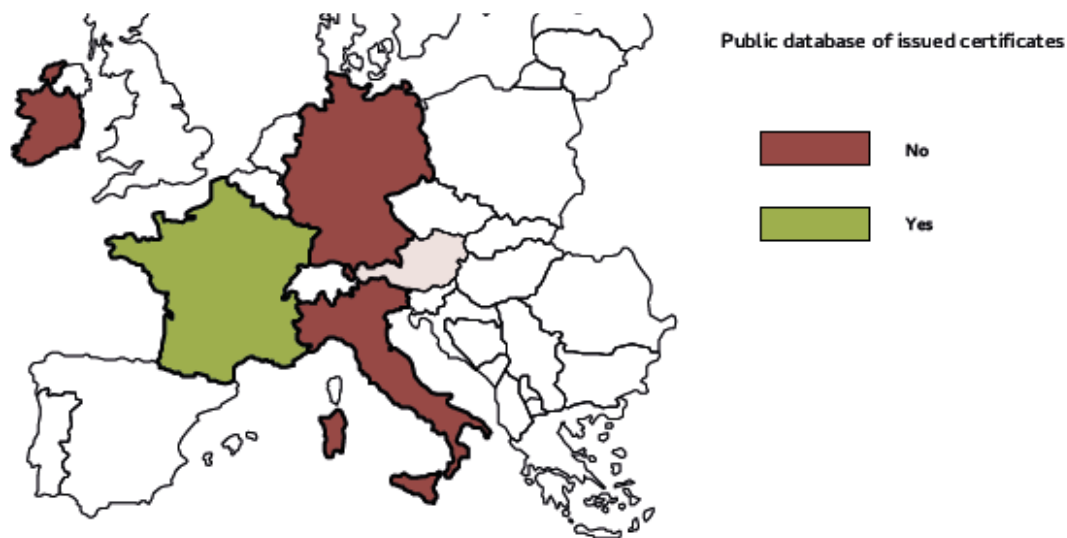 Public database of issued certificates
No
Yes